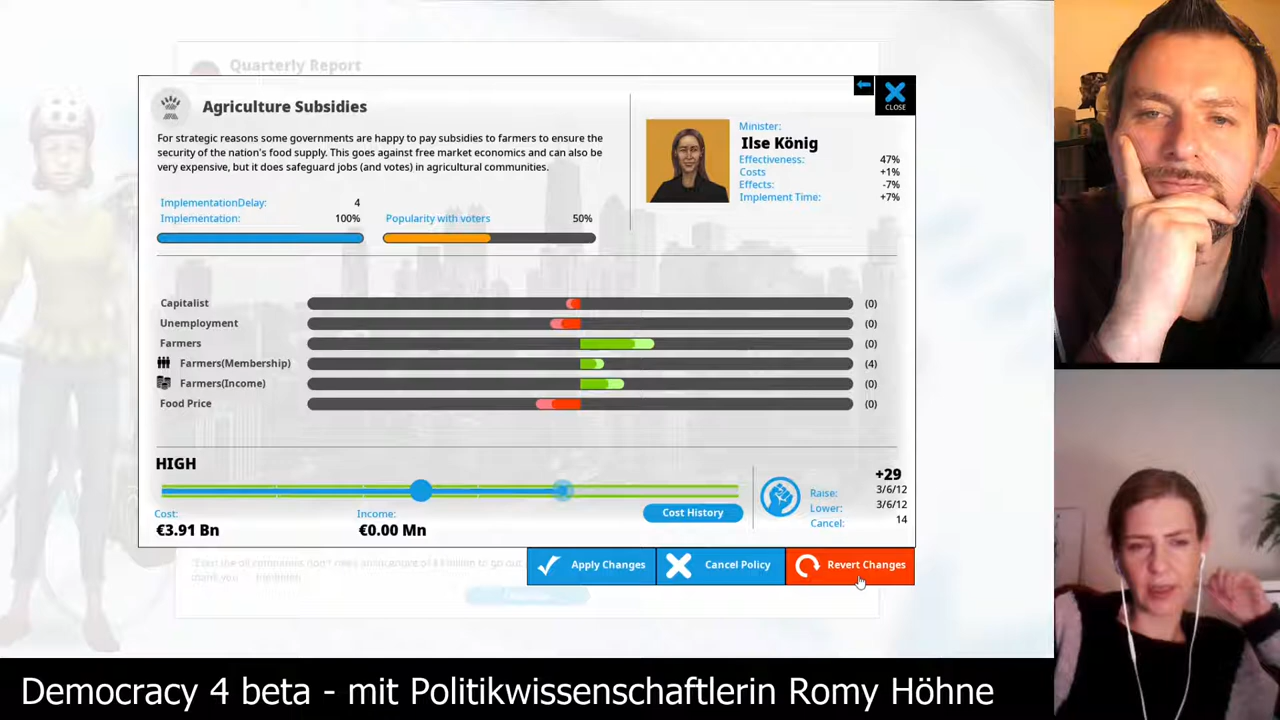 Quarterly Report
Agriculture Subsidies
CLOSE
For strategic reasons some governments are happy to pay subsidies to farmers to ensure the
security of the nation's food supply. This goes against free market economics and can also be
very expensive, but it does safeguard jobs (and votes) in agricultural communities.
Minister:
Ilse König
Effectiveness: 47%
Costs +1%
Effects: -7%
Implement Time: +7%
ImplementationDelay: 4
Implementation: 100%
Popularity with voters 50%
Capitalist (0)
Unemployment (0)
Farmers (0)
Farmers(Membership) (4)
Farmers(Income) (0)
Food Price (0)
HIGH
Cost:
€3.91 Bn
Income:
€0.00 Mn
Cost History
+29
Raise: 3/6/12
Lower: 3/6/12
Cancel: 14
Apply Changes
Cancel Policy
Revert Changes
Democracy 4 beta - mit Politikwissenschaftlerin Romy Höhne